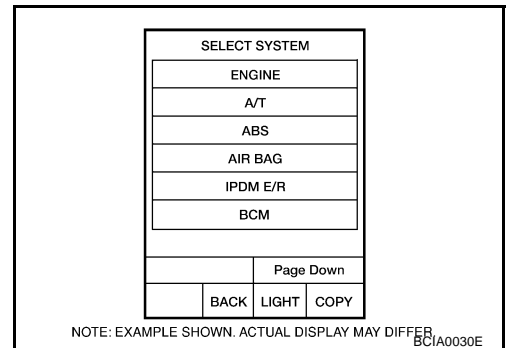 SELECT SYSTEM
ENGINE
A/T
ABS
AIR BAG
IPDM E/R
BCM
Page Down
BACK LIGHT COPY
NOTE: EXAMPLE SHOWN. ACTUAL DISPLAY MAY DIFFER.
BCIA0030E